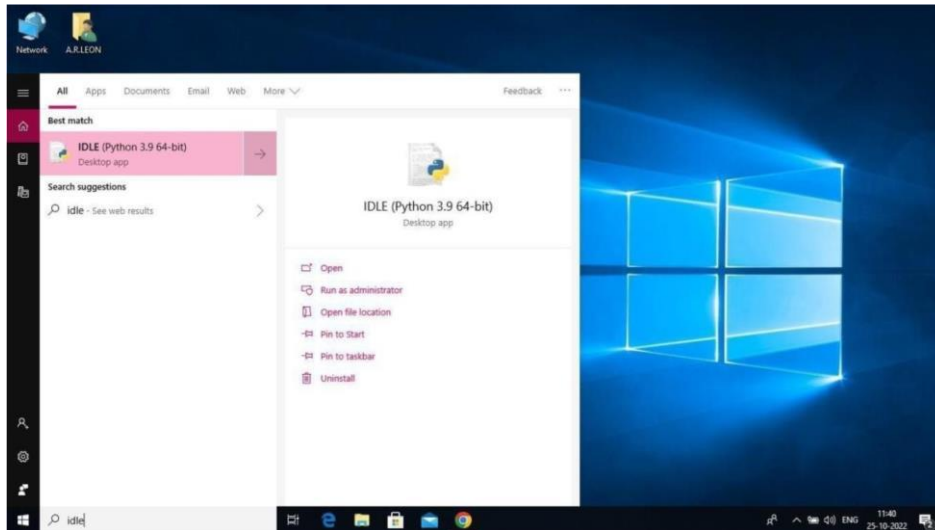 Network
A.R.LEON
All Apps Documents Email Web More Feedback ...
Best match
IDLE (Python 3.9 64-bit)
Desktop app
Search suggestions
idle - See web results
IDLE (Python 3.9 64-bit)
Desktop app
Open
Run as administrator
Open file location
Pin to Start
Pin to taskbar
Uninstall
idle
ENG
11:40
25-10-2022